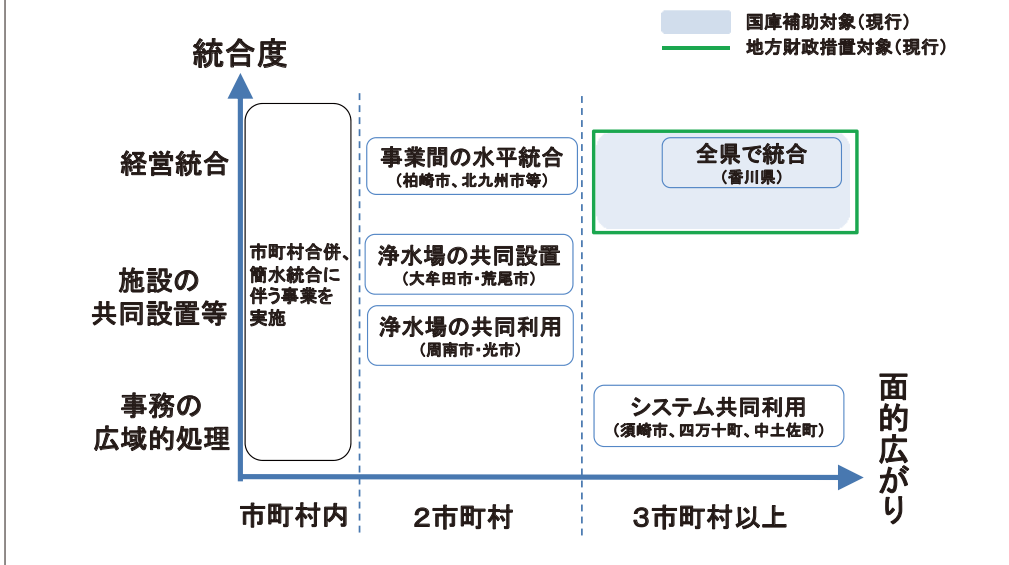 国庫補助対象（現行）
地方財政措置対象（現行）
統合度
経営統合
事業間の水平統合
（柏崎市、北九州市等）
全県で統合
（香川県）
市町村合併、
簡水統合に
伴う事業を
実施
施設の
共同設置等
浄水場の共同設置
（大牟田市・荒尾市）
浄水場の共同利用
（周南市・光市）
事務の
広域的処理
システム共同利用
（須崎市、四万十町、中土佐町）
面的広がり
市町村内
２市町村
３市町村以上